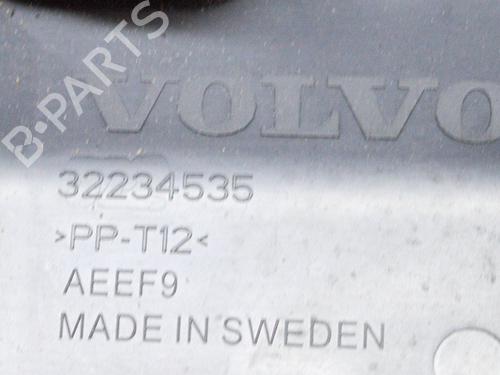 B-PARTS
VOLVO
32234535
>PP-T12<
AEEF9
MADE IN SWEDEN